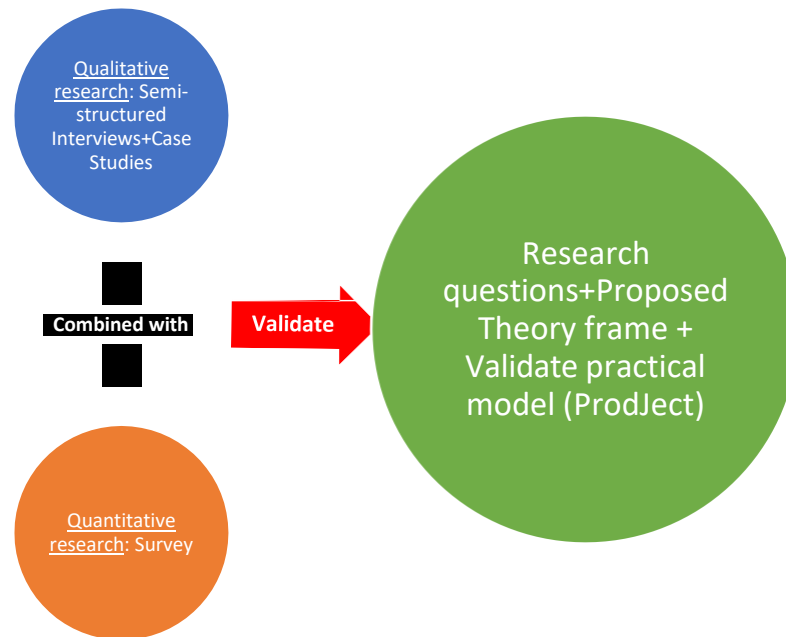 Qualitative
research: Semi-
structured
Interviews+Case
Studies
Combined with
Validate
Research
questions+Proposed
Theory frame +
Validate practical
model (ProdJect)
Quantitative
research: Survey